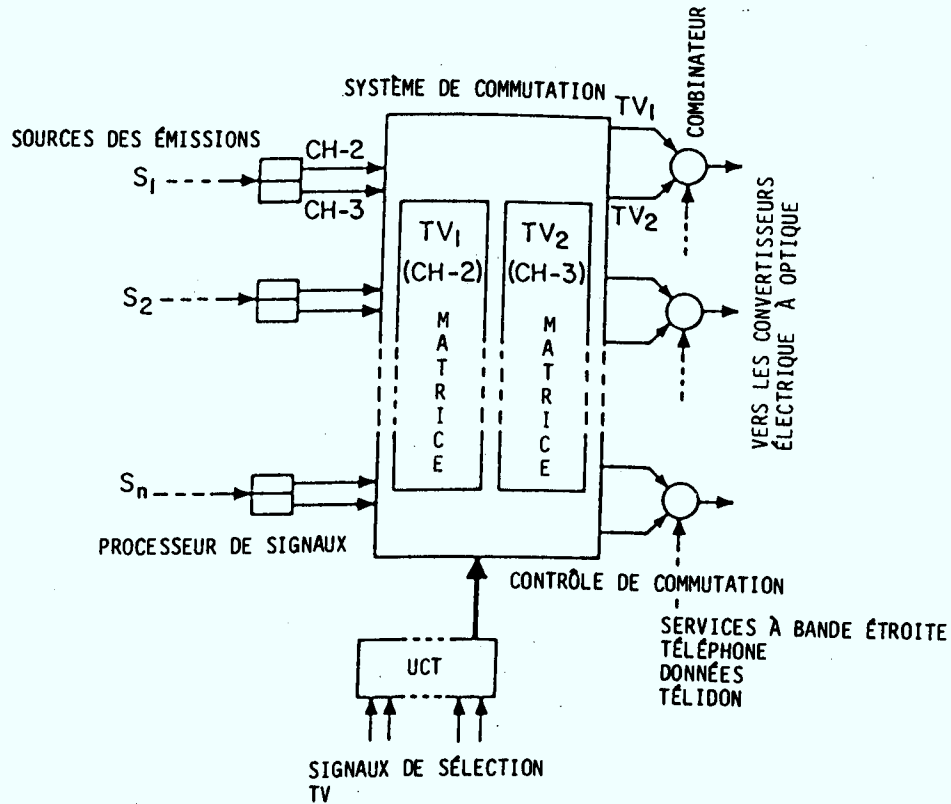 SYSTÈME DE COMMUTATION
COMBINATEUR
TV1
SOURCES DES ÉMISSIONS
CH-2
S1
CH-3
TV2
TV1
(CH-2)
MATRICE
TV2
(CH-3)
MATRICE
S2
VERS LES CONVERTISSEURS
ÉLECTRIQUE À OPTIQUE
Sn
PROCESSEUR DE SIGNAUX
CONTRÔLE DE COMMUTATION
SERVICES À BANDE ÉTROITE
TÉLÉPHONE
DONNÉES
TÉLIDON
UCT
SIGNAUX DE SÉLECTION
TV